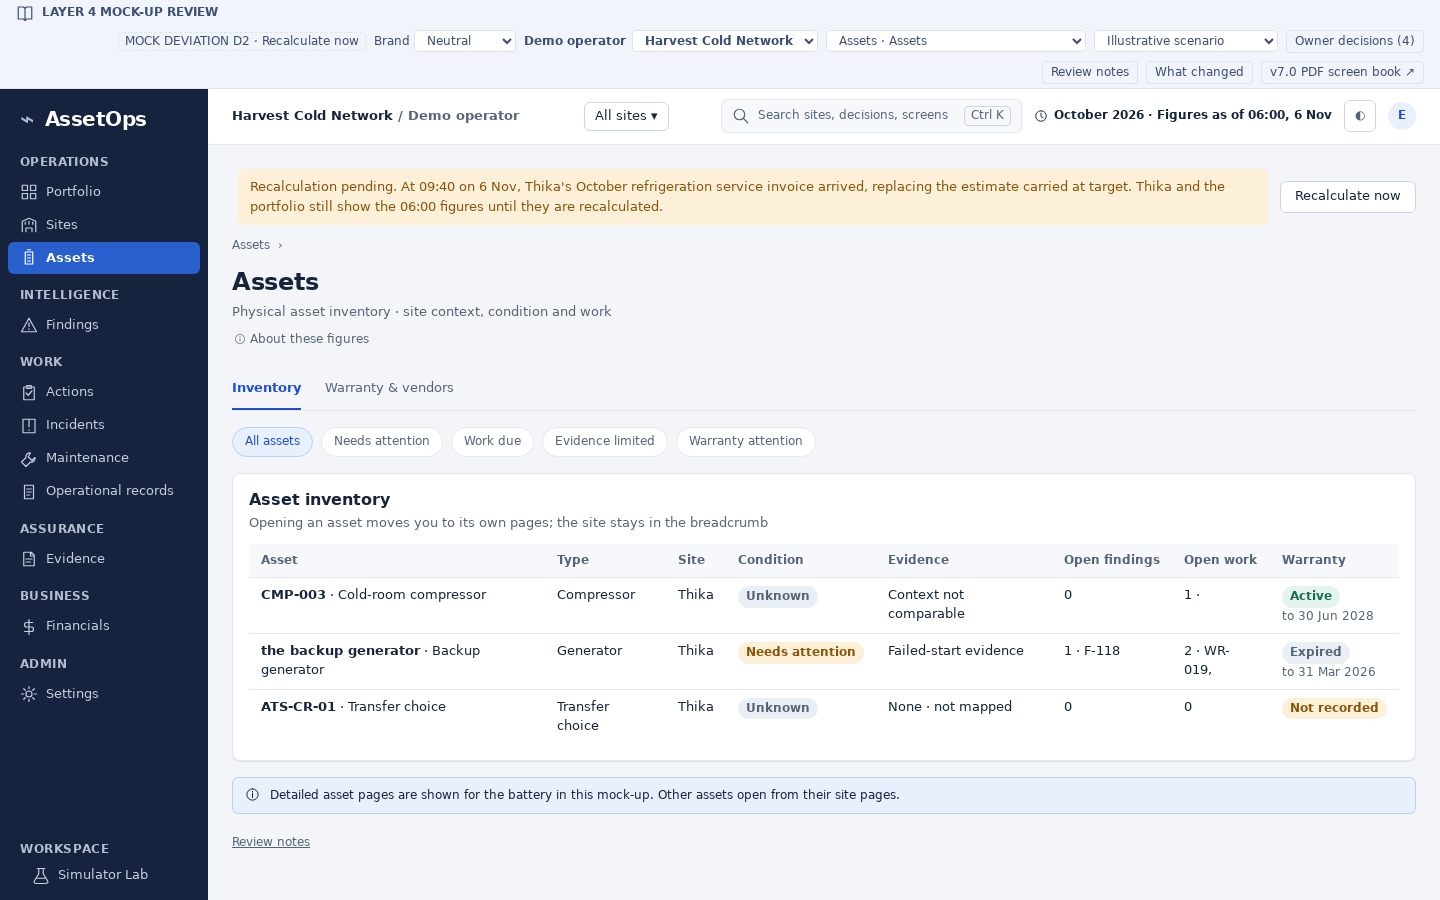 LAYER 4 MOCK-UP REVIEW
MOCK DEVIATION D2 · Recalculate now
Brand
Neutral
Demo operator
Harvest Cold Network
Assets · Assets
Illustrative scenario
Owner decisions (4)
Review notes
What changed
v7.0 PDF screen book ↗
AssetOps
OPERATIONS
Portfolio
Sites
Assets
INTELLIGENCE
Findings
WORK
Actions
Incidents
Maintenance
Operational records
ASSURANCE
Evidence
BUSINESS
Financials
ADMIN
Settings
WORKSPACE
Simulator Lab
Harvest Cold Network / Demo operator
All sites ▾
Search sites, decisions, screens
Ctrl K
October 2026 · Figures as of 06:00, 6 Nov
E
Recalculation pending. At 09:40 on 6 Nov, Thika's October refrigeration service invoice arrived, replacing the estimate carried at target. Thika and the
portfolio still show the 06:00 figures until they are recalculated.
Recalculate now
Assets ›
Assets
Physical asset inventory · site context, condition and work
About these figures
Inventory
Warranty & vendors
All assets
Needs attention
Work due
Evidence limited
Warranty attention
Asset inventory
Opening an asset moves you to its own pages; the site stays in the breadcrumb
Asset Type Site Condition Evidence Open findings Open work Warranty
CMP-003 · Cold-room compressor Compressor Thika Unknown Context not 0 1 · Active
comparable to 30 Jun 2028
the backup generator · Backup Generator Thika Needs attention Failed-start evidence 1 · F-118 2 · WR- Expired
generator 019, to 31 Mar 2026
ATS-CR-01 · Transfer choice Transfer Thika Unknown None · not mapped 0 0 Not recorded
choice
Detailed asset pages are shown for the battery in this mock-up. Other assets open from their site pages.
Review notes